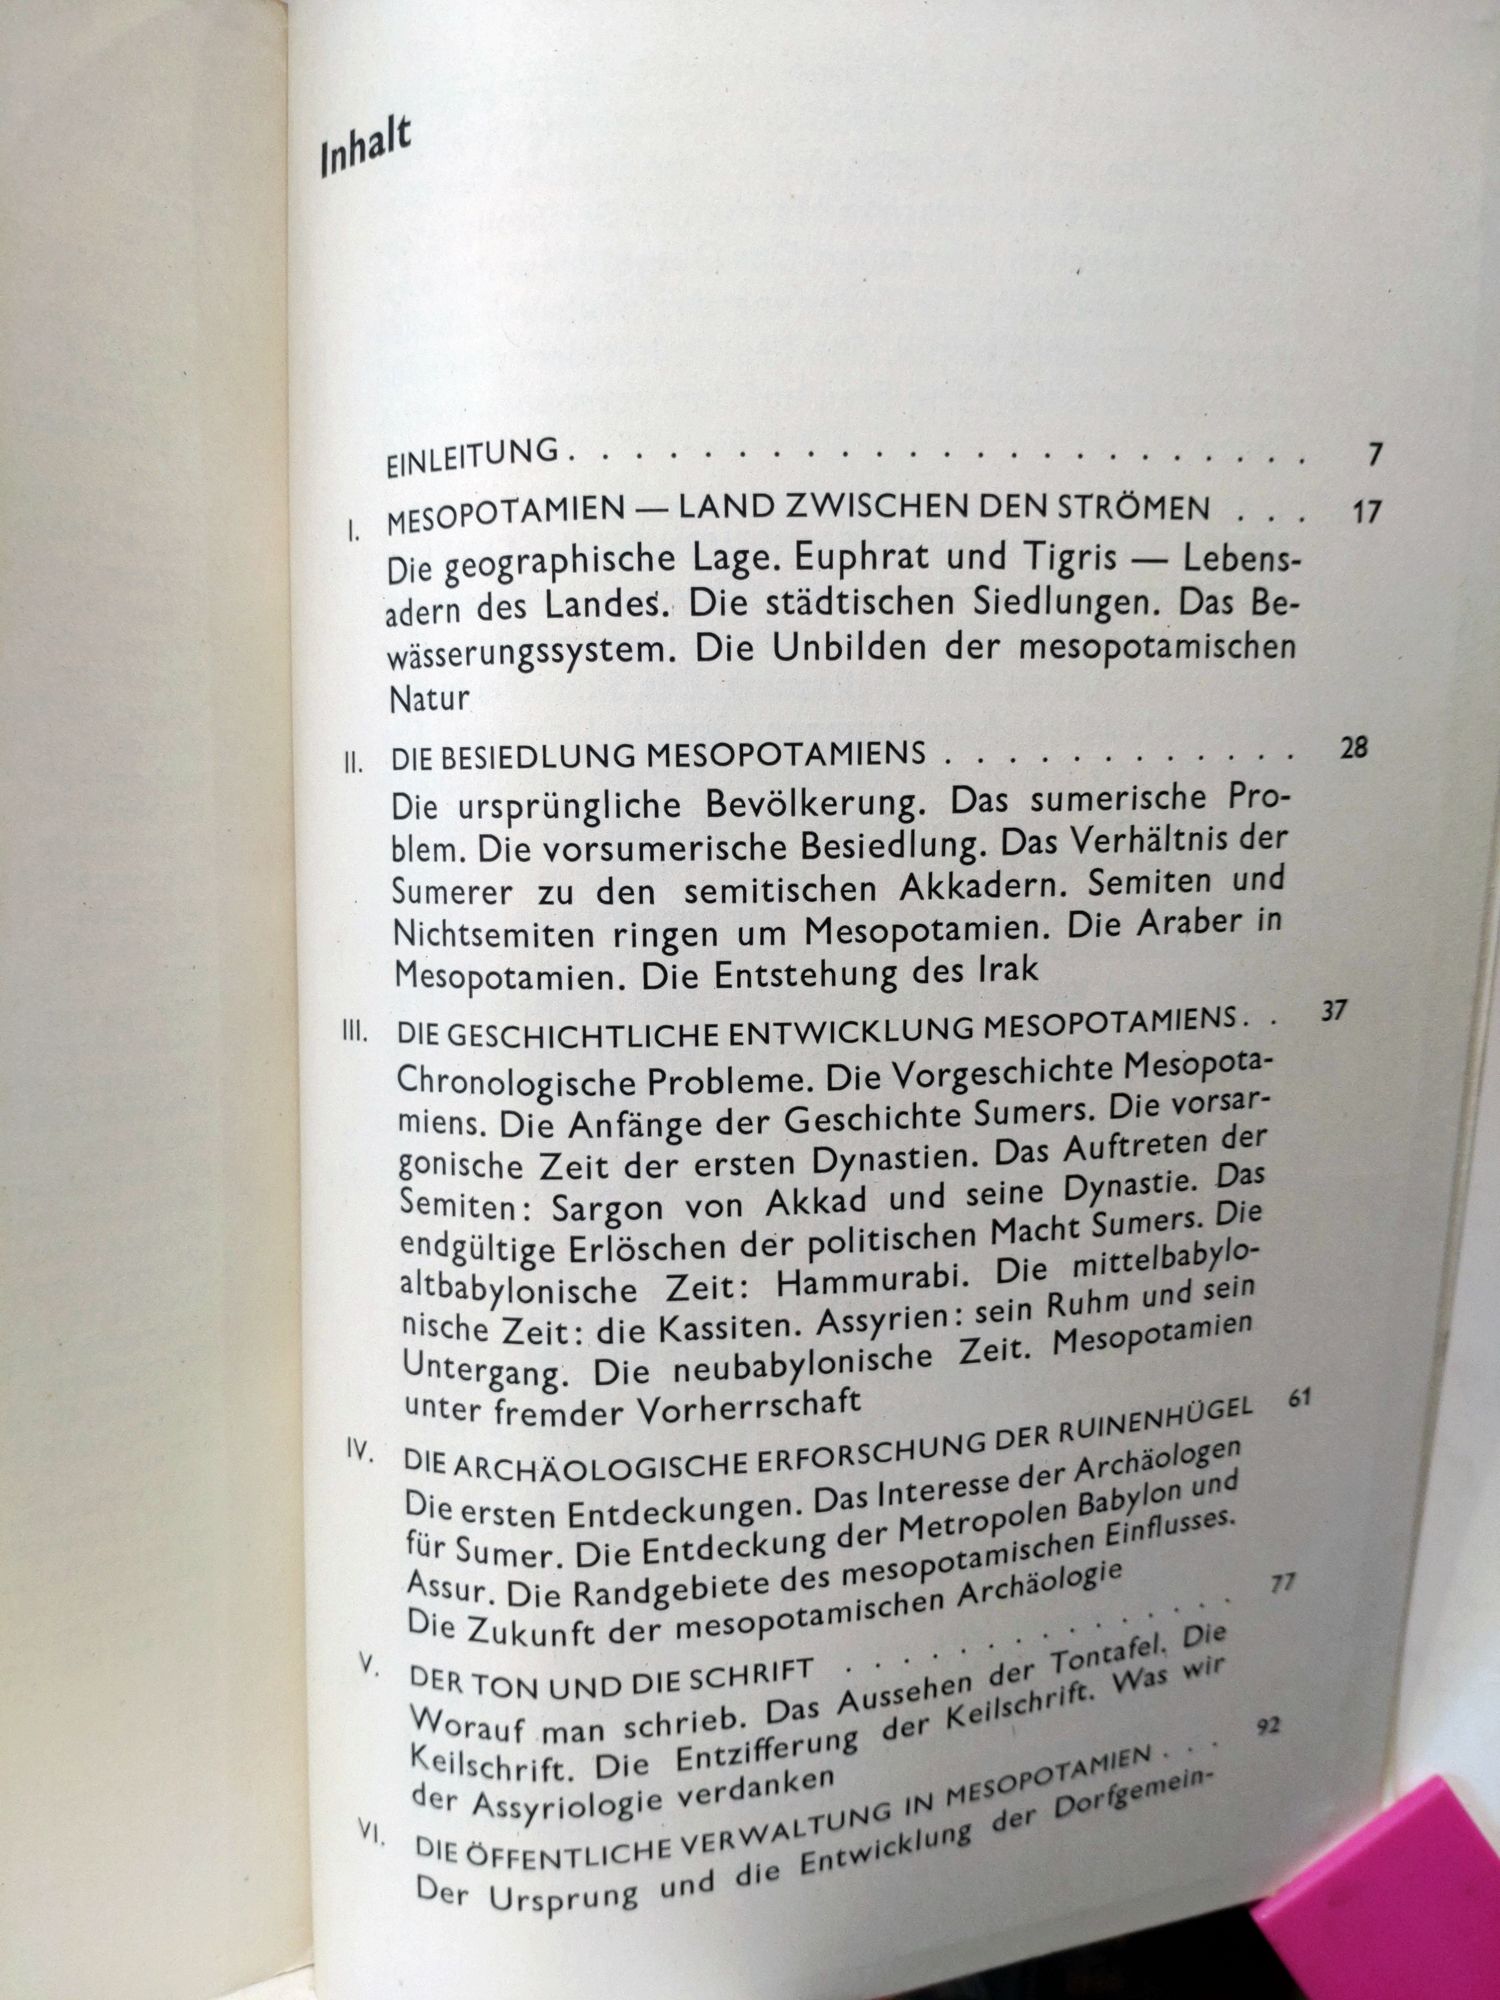 Inhalt
EINLEITUNG . . . . . . . . . . . . . . . . . . . . . . . 7
I. MESOPOTAMIEN — LAND ZWISCHEN DEN STRÖMEN . . . 17
Die geographische Lage. Euphrat und Tigris — Lebens-
adern des Landes. Die städtischen Siedlungen. Das Be-
wässerungssystem. Die Unbilden der mesopotamischen
Natur
II. DIE BESIEDLUNG MESOPOTAMIENS . . . . . . . . . . . . 28
Die ursprüngliche Bevölkerung. Das sumerische Pro-
blem. Die vorsumerische Besiedlung. Das Verhältnis der
Sumerer zu den semitischen Akkadern. Semiten und
Nichtsemiten ringen um Mesopotamien. Die Araber in
Mesopotamien. Die Entstehung des Irak
III. DIE GESCHICHTLICHE ENTWICKLUNG MESOPOTAMIENS. . 37
Chronologische Probleme. Die Vorgeschichte Mesopota-
miens. Die Anfänge der Geschichte Sumers. Die vorsar-
gonische Zeit der ersten Dynastien. Das Auftreten der
Semiten: Sargon von Akkad und seine Dynastie. Das
endgültige Erlöschen der politischen Macht Sumers. Die
altbabylonische Zeit: Hammurabi. Die mittelbabylo-
nische Zeit: die Kassiten. Assyrien: sein Ruhm und sein
Untergang. Die neubabylonische Zeit. Mesopotamien
unter fremder Vorherrschaft
IV. DIE ARCHÄOLOGISCHE ERFORSCHUNG DER RUINENHÜGEL 61
Die ersten Entdeckungen. Das Interesse der Archäologen
für Sumer. Die Entdeckung der Metropolen Babylon und
Assur. Die Randgebiete des mesopotamischen Einflusses.
Die Zukunft der mesopotamischen Archäologie
V. DER TON UND DIE SCHRIFT . . . . . . . . . . . . . . 77
Worauf man schrieb. Das Aussehen der Tontafel. Die
Keilschrift. Die Entzifferung der Keilschrift. Was wir
der Assyriologie verdanken
VI. DIE ÖFFENTLICHE VERWALTUNG IN MESOPOTAMIEN . . . 92
Der Ursprung und die Entwicklung der Dorfgemein-